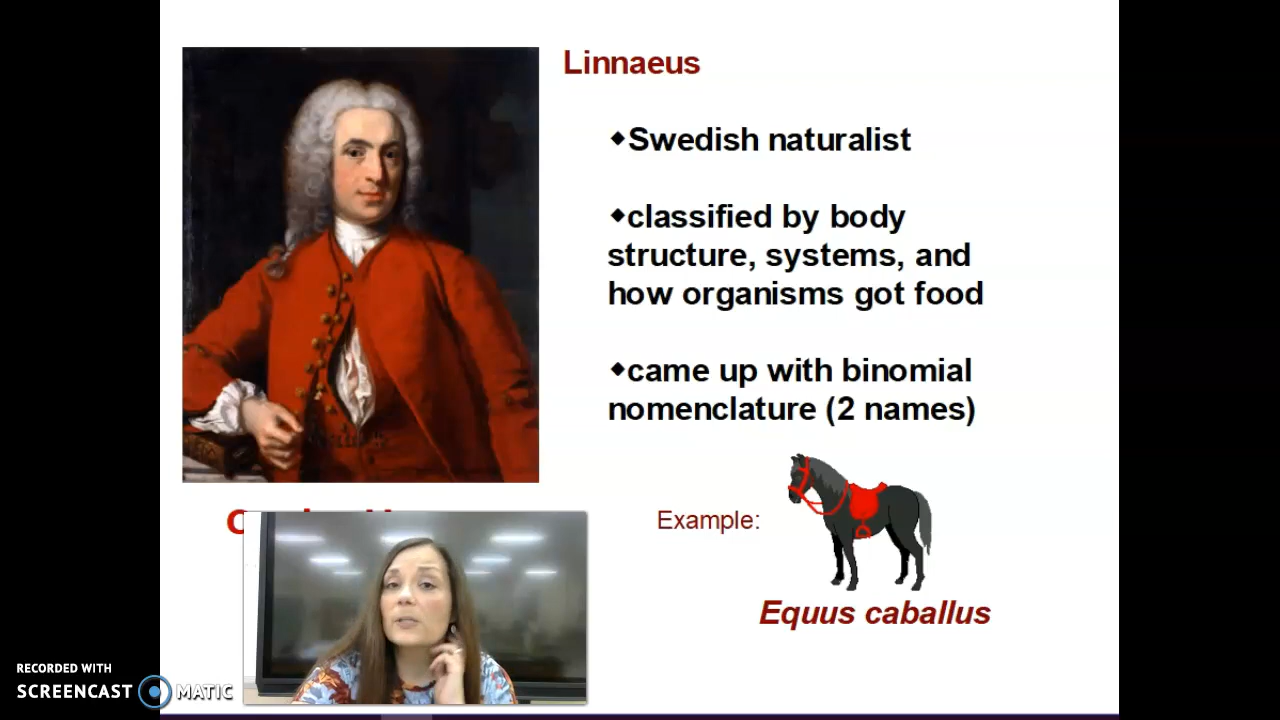 Linnaeus
◆Swedish naturalist
◆classified by body
structure, systems, and
how organisms got food
◆came up with binomial
nomenclature (2 names)
Example:
Equus caballus
RECORDED WITH
SCREENCAST MATIC